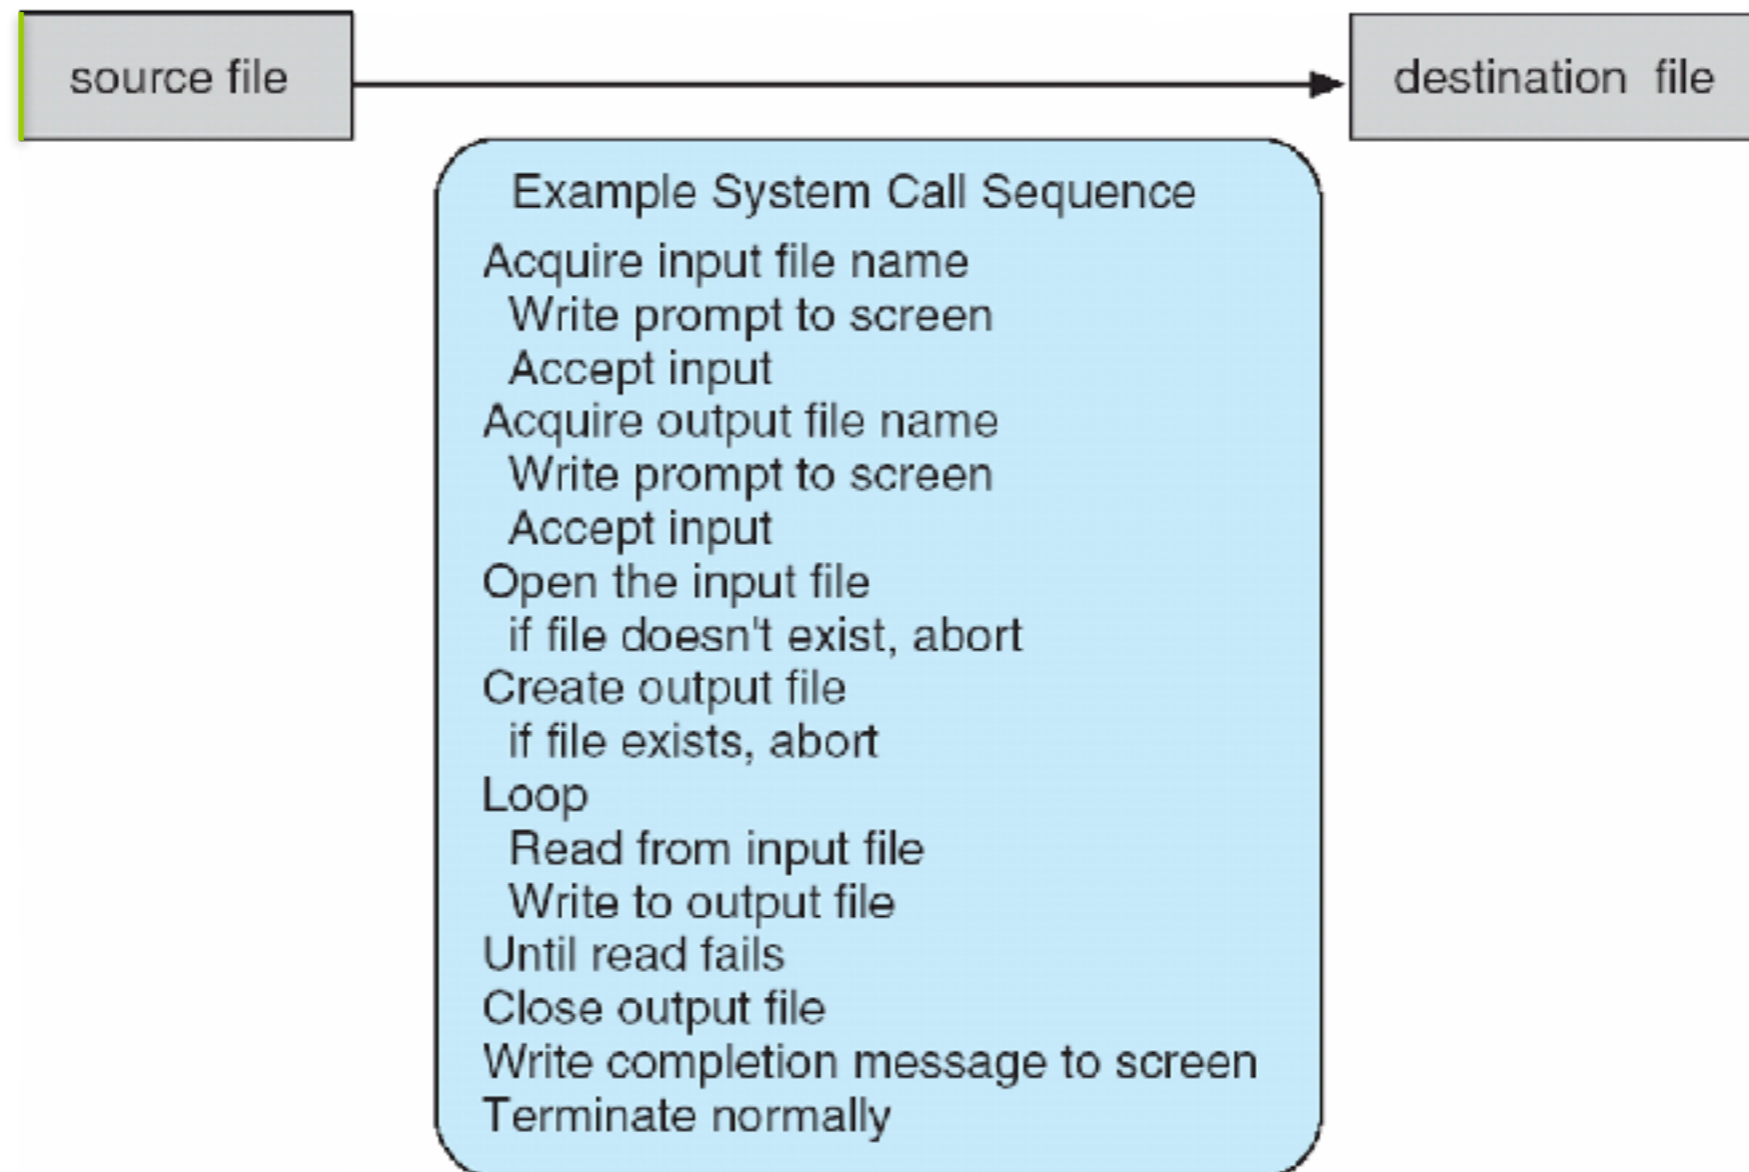 source file
destination file
Example System Call Sequence
Acquire input file name
Write prompt to screen
Accept input
Acquire output file name
Write prompt to screen
Accept input
Open the input file
if file doesn't exist, abort
Create output file
if file exists, abort
Loop
Read from input file
Write to output file
Until read fails
Close output file
Write completion message to screen
Terminate normally